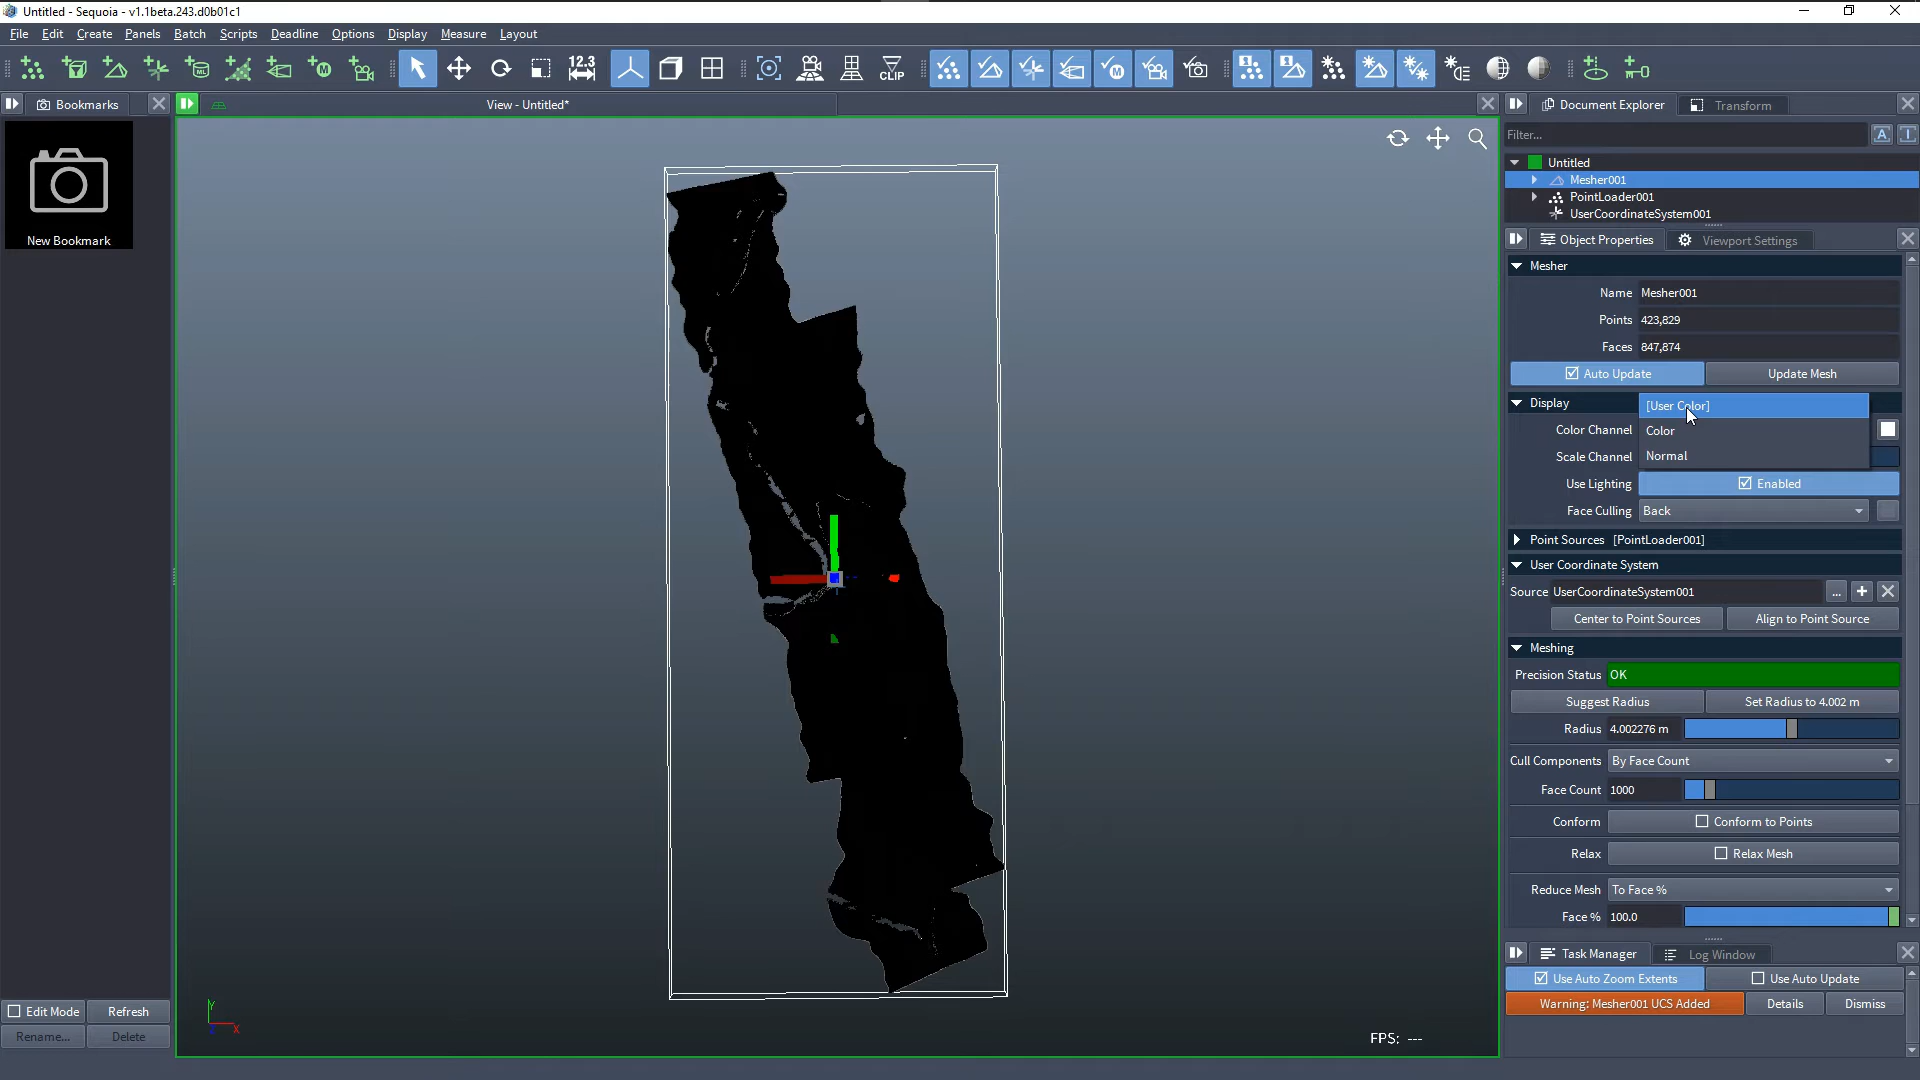 Untitled - Sequoia - v1.1beta.243.d0b01c1
File Edit Create Panels Batch Scripts Deadline Options Display Measure Layout
ML M 12.3 CLIP M 1 1
Bookmarks
View - Untitled*
Document Explorer Transform
Filter... A I
New Bookmark
Untitled
Mesher001
PointLoader001
UserCoordinateSystem001
Object Properties Viewport Settings
Mesher
Name Mesher001
Points 423,829
Faces 847,874
Auto Update Update Mesh
Display [User Color]
Color Channel Color
Scale Channel Normal
Use Lighting Enabled
Face Culling Back
Point Sources [PointLoader001]
User Coordinate System
Source UserCoordinateSystem001 ...
Center to Point Sources Align to Point Source
Meshing
Precision Status OK
Suggest Radius Set Radius to 4.002 m
Radius 4.002276 m
Cull Components By Face Count
Face Count 1000
Conform Conform to Points
Relax Relax Mesh
Reduce Mesh To Face %
Face % 100.0
Task Manager Log Window
Use Auto Zoom Extents Use Auto Update
Warning: Mesher001 UCS Added Details Dismiss
Edit Mode Refresh
Rename... Delete
Y
X
FPS: ---